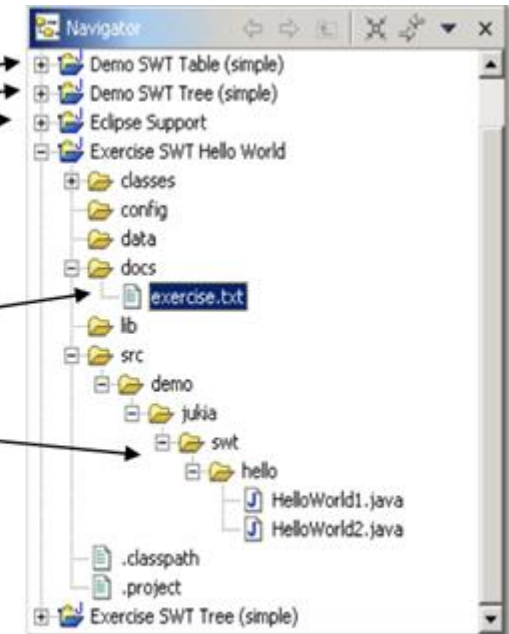 Navigator
Demo SWT Table (simple)
Demo SWT Tree (simple)
Eclipse Support
Exercise SWT Hello World
classes
config
data
docs
exercise.txt
lib
src
demo
jukia
swt
hello
HelloWorld1.java
HelloWorld2.java
.classpath
.project
Exercise SWT Tree (simple)